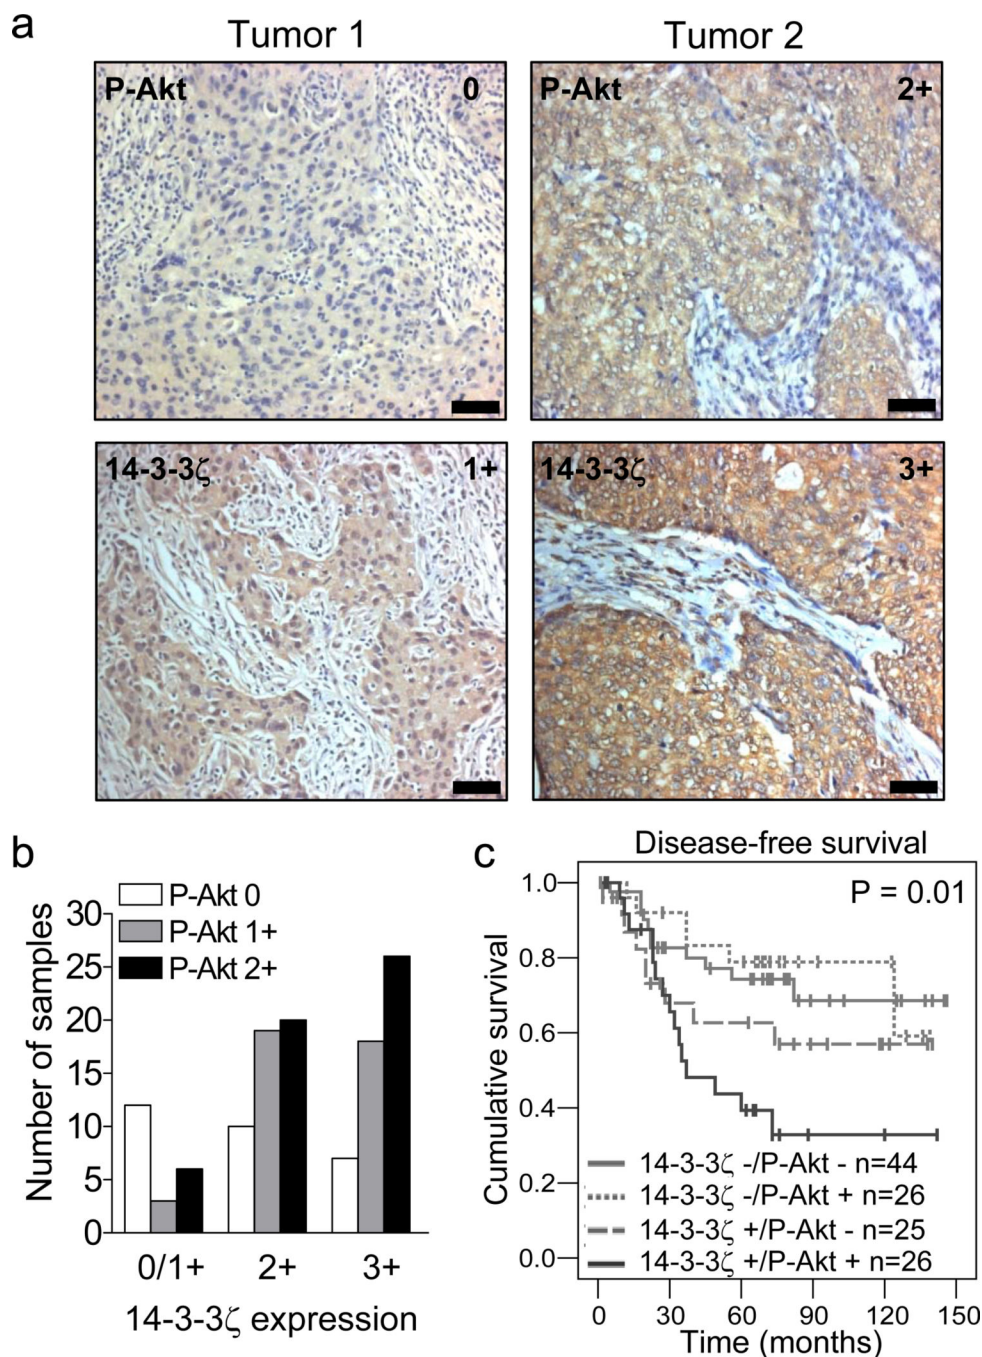 a
Tumor 1
Tumor 2
P-Akt 0
P-Akt 2+
14-3-3ζ 1+
14-3-3ζ 3+
b
P-Akt 0
P-Akt 1+
P-Akt 2+
Number of samples
30
25
20
15
10
5
0
0/1+ 2+ 3+
14-3-3ζ expression
c
Disease-free survival
P = 0.01
Cumulative survival
1.0
0.8
0.6
0.4
0.2
0.0
14-3-3ζ -/P-Akt - n=44
14-3-3ζ -/P-Akt + n=26
14-3-3ζ +/P-Akt - n=25
14-3-3ζ +/P-Akt + n=26
0 30 60 90 120 150
Time (months)